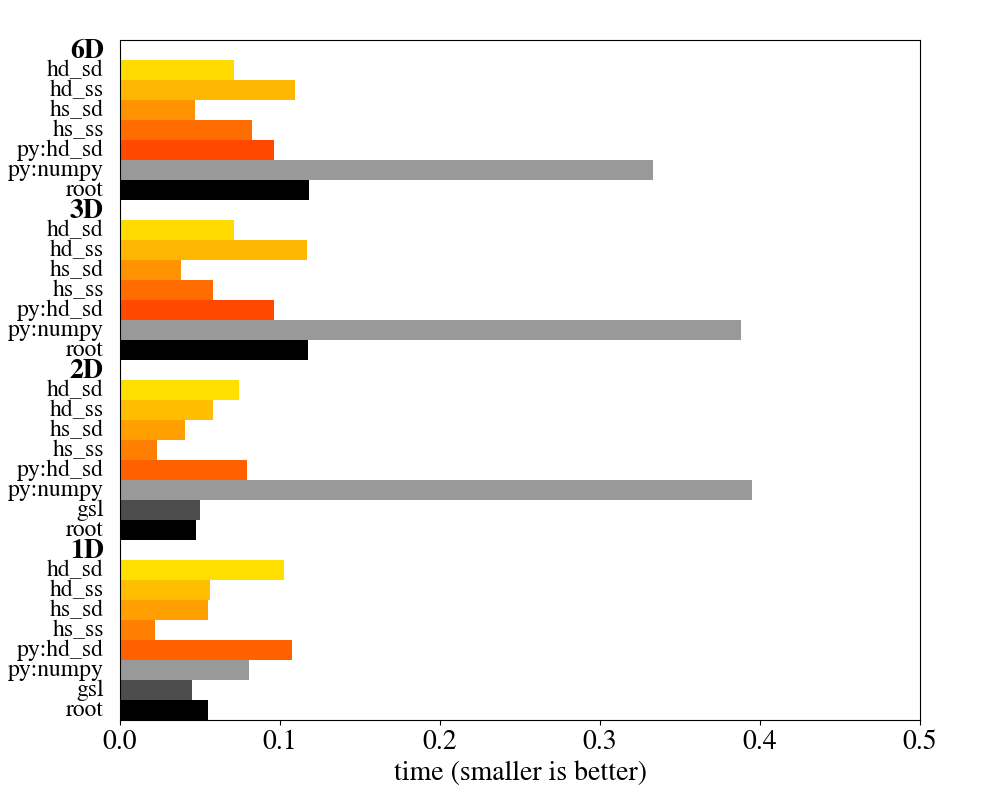 6D
hd_sd
hd_ss
hs_sd
hs_ss
py:hd_sd
py:numpy
root
3D
hd_sd
hd_ss
hs_sd
hs_ss
py:hd_sd
py:numpy
root
2D
hd_sd
hd_ss
hs_sd
hs_ss
py:hd_sd
py:numpy
gsl
root
1D
hd_sd
hd_ss
hs_sd
hs_ss
py:hd_sd
py:numpy
gsl
root
0.0 0.1 0.2 0.3 0.4 0.5
time (smaller is better)